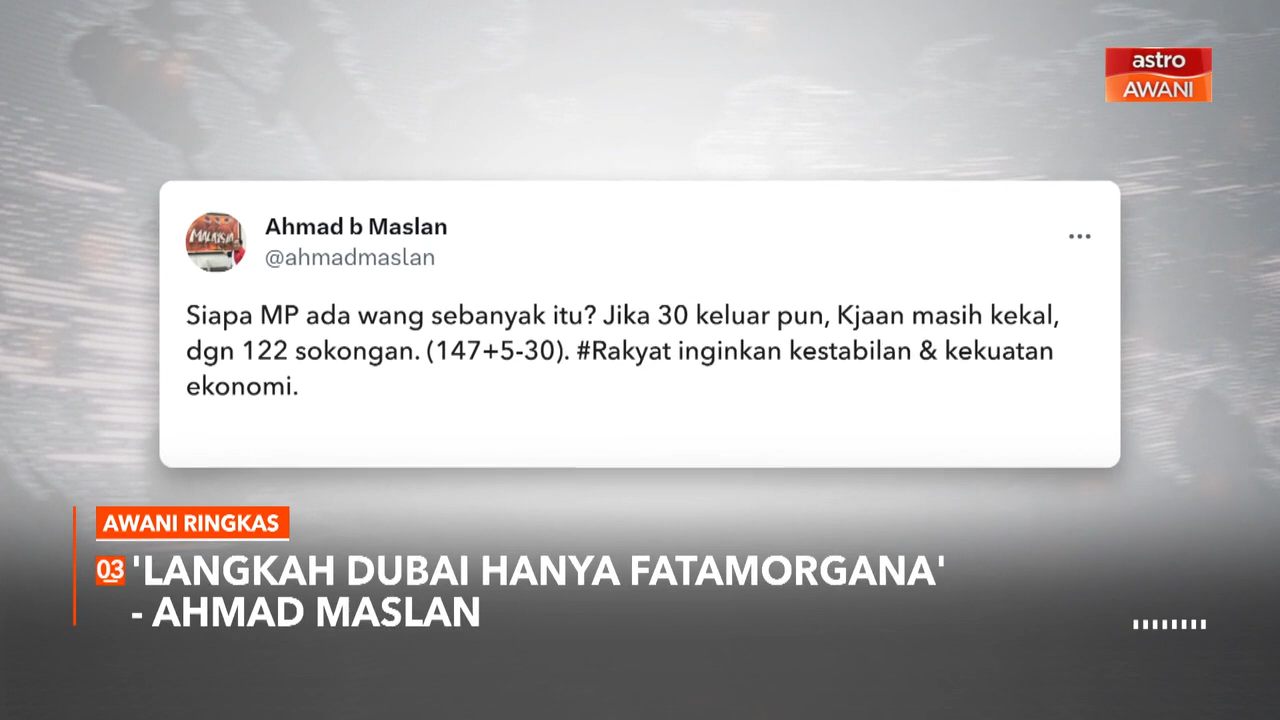 astro
AWANI
MALAYSIA
Ahmad b Maslan
@ahmadmaslan
Siapa MP ada wang sebanyak itu? Jika 30 keluar pun, Kjaan masih kekal,
dgn 122 sokongan. (147+5-30). #Rakyat inginkan kestabilan & kekuatan
ekonomi.
AWANI RINGKAS
03 'LANGKAH DUBAI HANYA FATAMORGANA'
- AHMAD MASLAN